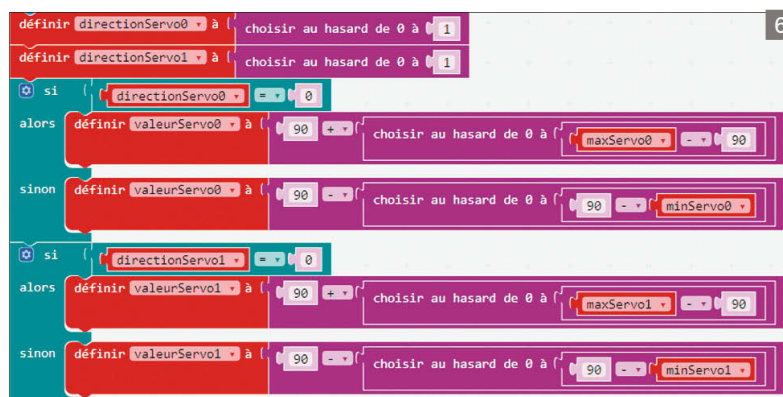 définir directionServo0 à choisir au hasard de 0 à 1
6
définir directionServo1 à choisir au hasard de 0 à 1
si directionServo0 = 0
alors définir valeurServo0 à 90 + choisir au hasard de 0 à maxServo0 - 90
sinon définir valeurServo0 à 90 - choisir au hasard de 0 à 90 - minServo0
si directionServo1 = 0
alors définir valeurServo1 à 90 + choisir au hasard de 0 à maxServo1 - 90
sinon définir valeurServo1 à 90 - choisir au hasard de 0 à 90 - minServo1